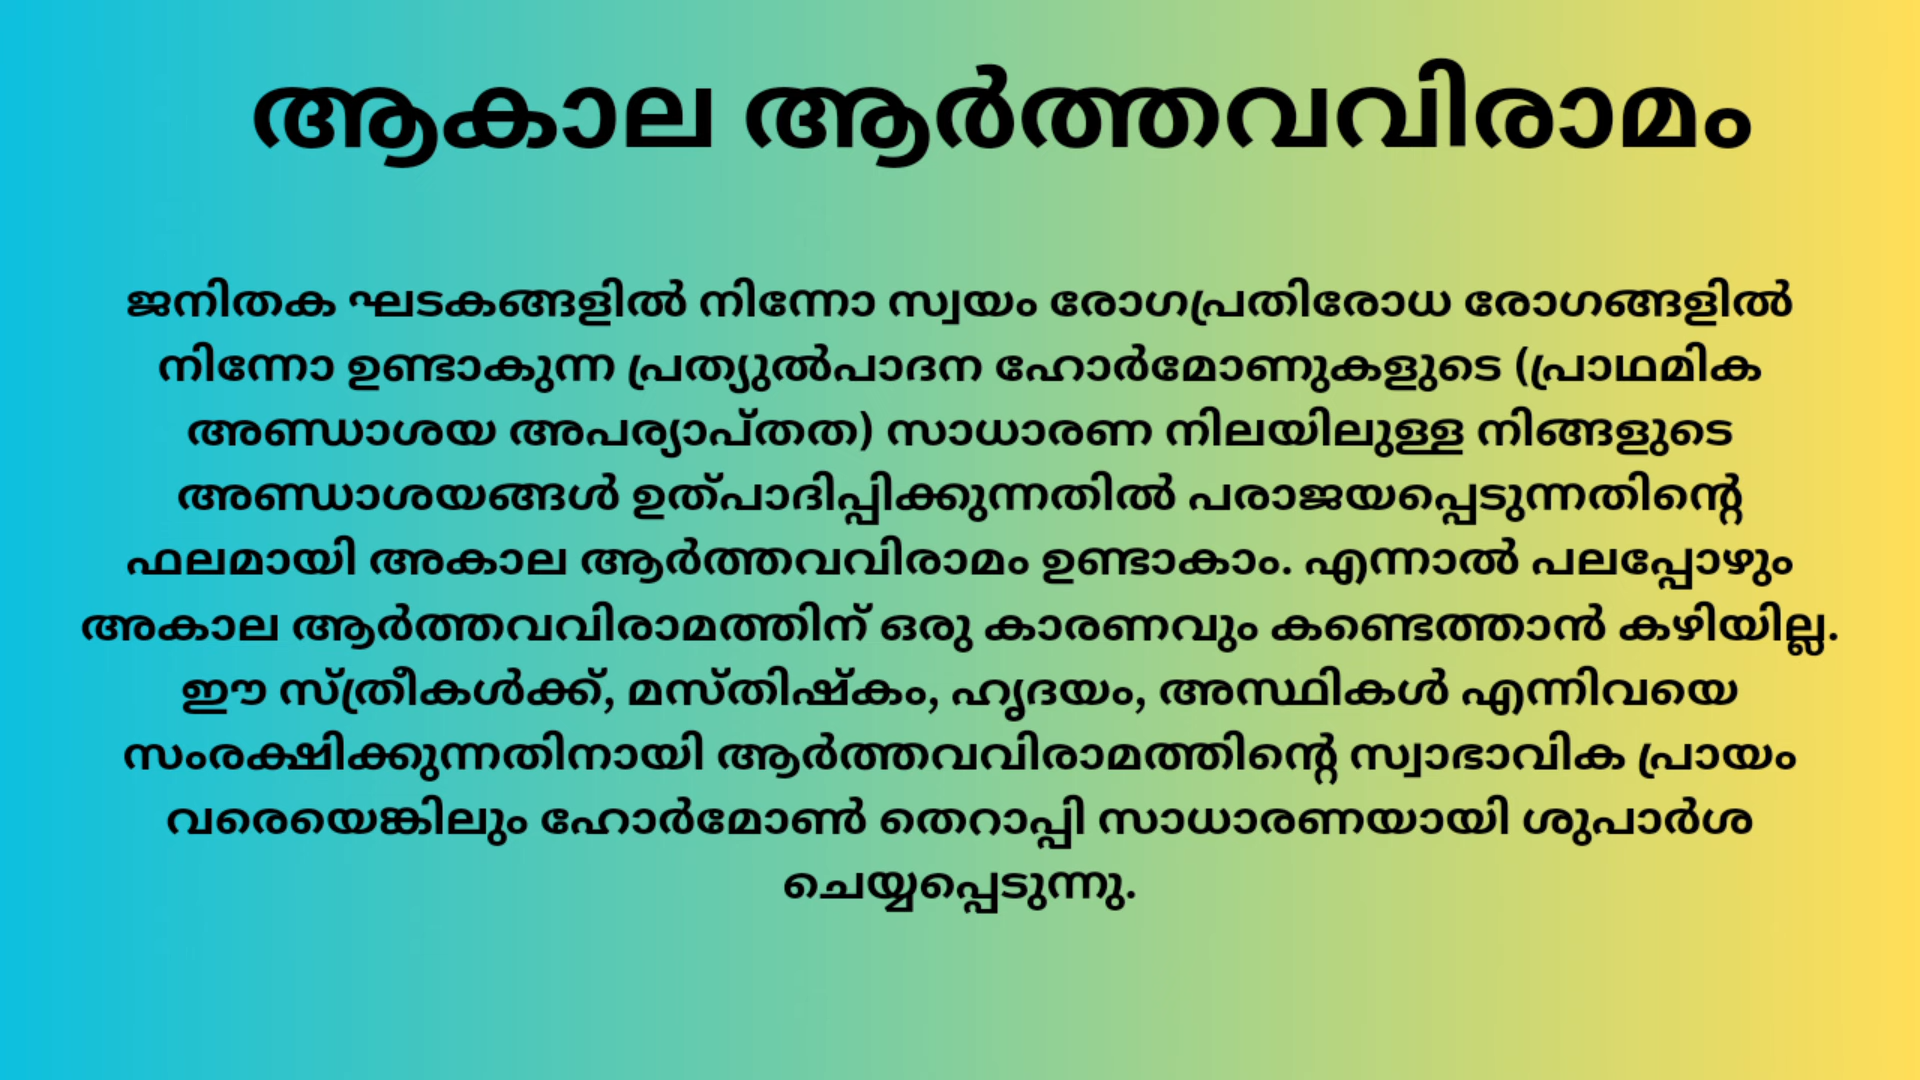 ആകാല ആർത്തവവിരാമം
ജനിതക ഘടകങ്ങളിൽ നിന്നോ സ്വയം രോഗപ്രതിരോധ രോഗങ്ങളിൽ
നിന്നോ ഉണ്ടാകുന്ന പ്രത്യുൽപാദന ഹോർമോണുകളുടെ (പ്രാഥമിക
അണ്ഡാശയ അപര്യാപ്തത) സാധാരണ നിലയിലുള്ള നിങ്ങളുടെ
അണ്ഡാശയങ്ങൾ ഉത്പാദിപ്പിക്കുന്നതിൽ പരാജയപ്പെടുന്നതിന്റെ
ഫലമായി അകാല ആർത്തവവിരാമം ഉണ്ടാകാം. എന്നാൽ പലപ്പോഴും
അകാല ആർത്തവവിരാമത്തിന് ഒരു കാരണവും കണ്ടെത്താൻ കഴിയില്ല.
ഈ സ്ത്രീകൾക്ക്, മസ്തിഷ്കം, ഹൃദയം, അസ്ഥികൾ എന്നിവയെ
സംരക്ഷിക്കുന്നതിനായി ആർത്തവവിരാമത്തിന്റെ സ്വാഭാവിക പ്രായം
വരെയെങ്കിലും ഹോർമോൺ തെറാപ്പി സാധാരണയായി ശുപാർശ
ചെയ്യപ്പെടുന്നു.